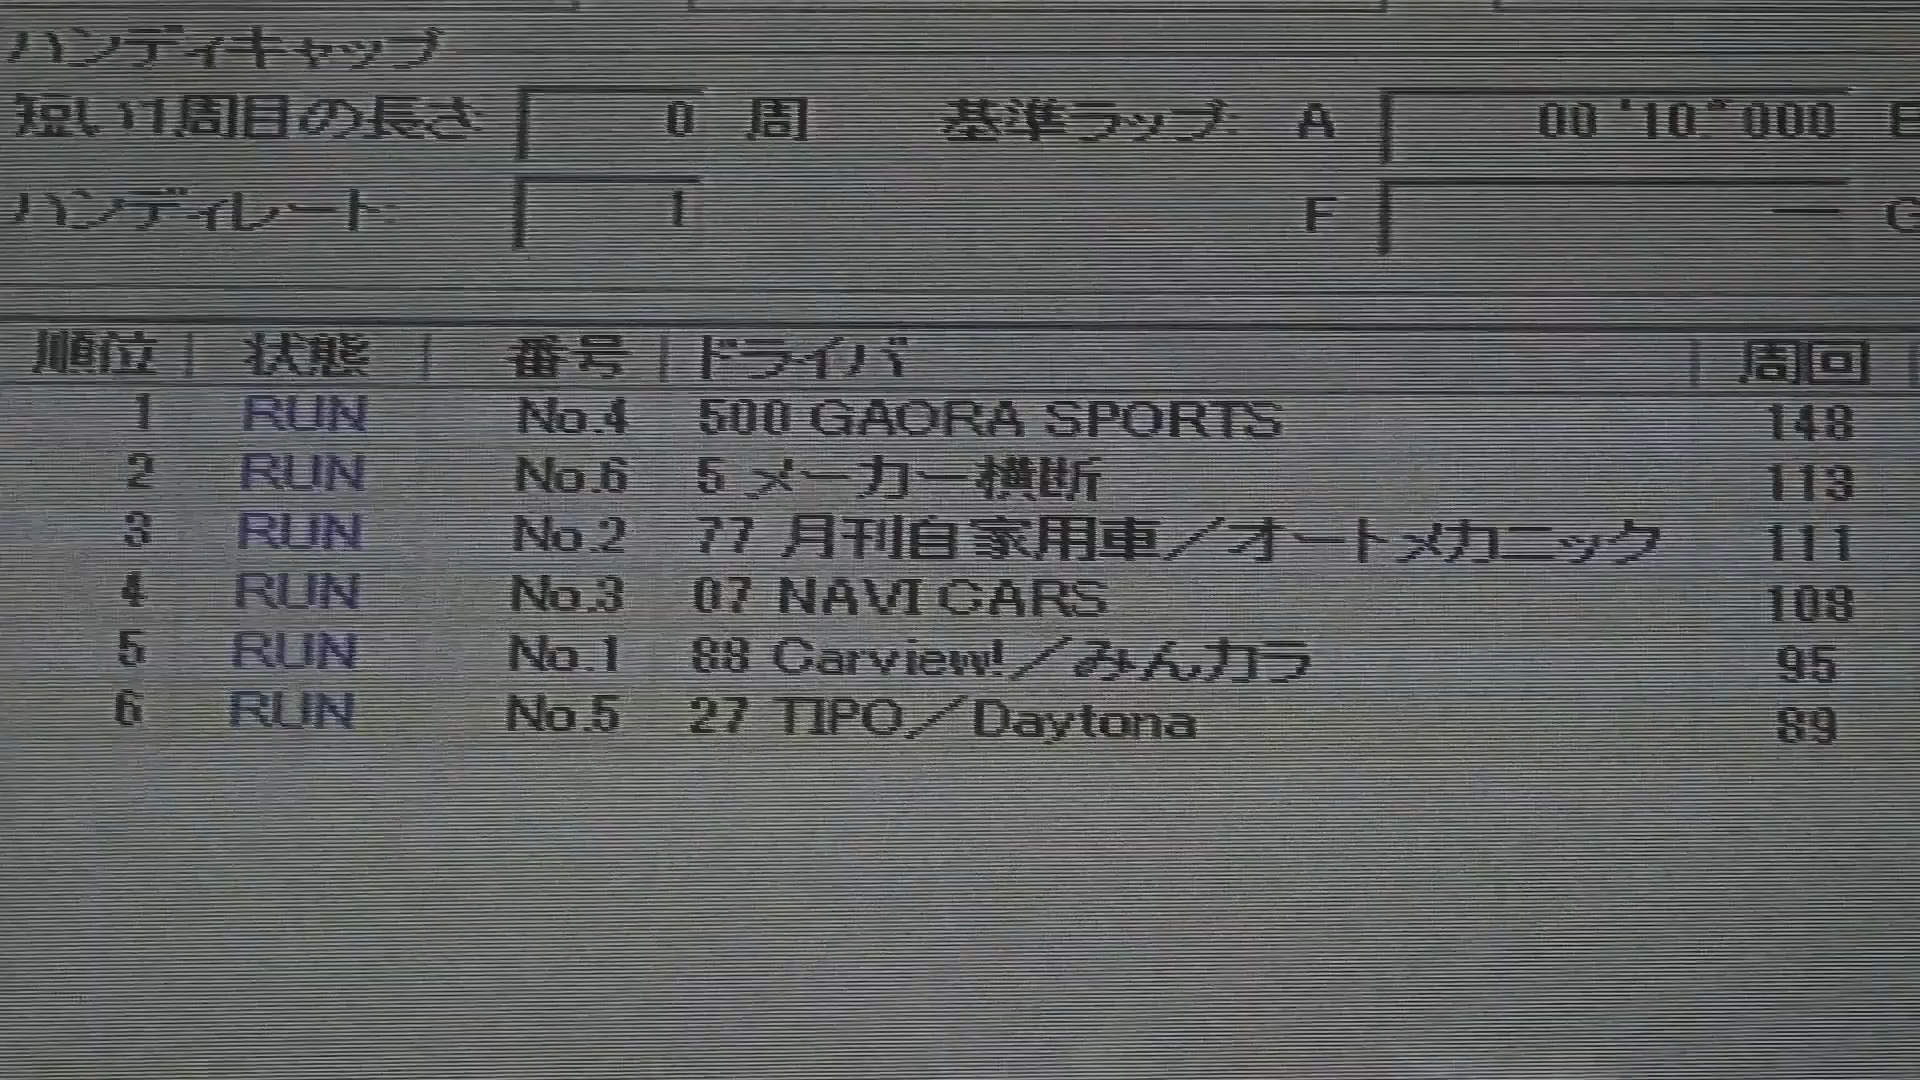 ハンディキャップ
短い1周目の長さ: 0 周 基準ラップ: A 00'10."000
ハンディレート: 1 F — G
順位 状態 番号 ドライバ 周回
1 RUN No.4 500 GAORA SPORTS 148
2 RUN No.6 5 メーカー横断 113
3 RUN No.2 77 月刊自家用車／オートメカニック 111
4 RUN No.3 07 NAVI CARS 108
5 RUN No.1 88 Carview!／みんカラ 95
6 RUN No.5 27 TIPO／Daytona 89